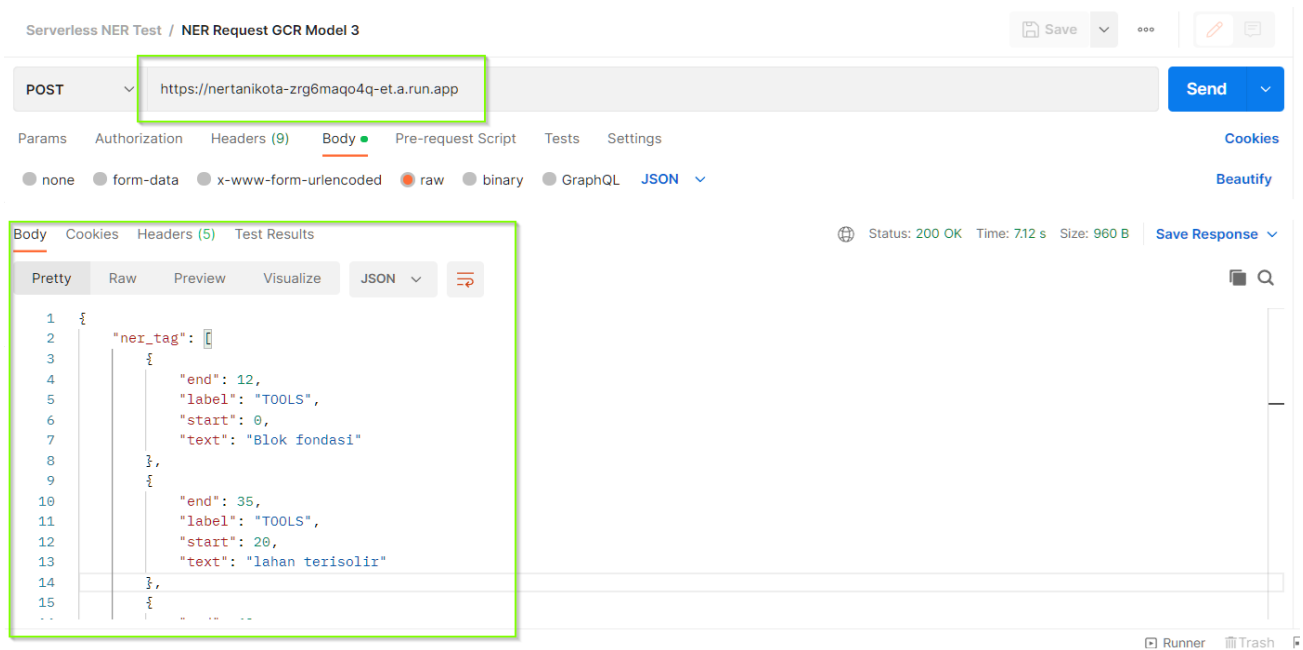 Serverless NER Test / NER Request GCR Model 3
Save
POST
https://nertanikota-zrg6maqo4q-et.a.run.app
Send
Params Authorization Headers (9) Body Pre-request Script Tests Settings Cookies
none form-data x-www-form-urlencoded raw binary GraphQL JSON Beautify
Body Cookies Headers (5) Test Results Status: 200 OK Time: 7.12 s Size: 960 B Save Response
Pretty Raw Preview Visualize JSON
1 {
2 "ner_tag": [
3 {
4 "end": 12,
5 "label": "TOOLS",
6 "start": 0,
7 "text": "Blok fondasi"
8 },
9 {
10 "end": 35,
11 "label": "TOOLS",
12 "start": 20,
13 "text": "lahan terisolir"
14 },
15 {
Runner Trash